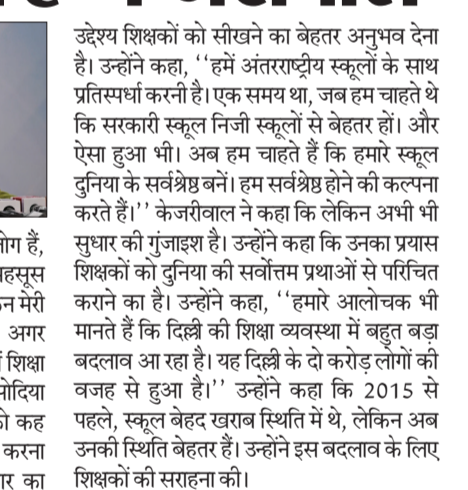 उद्देश्य शिक्षकों को सीखने का बेहतर अनुभव देना
है। उन्होंने कहा, ‘‘हमें अंतरराष्ट्रीय स्कूलों के साथ
प्रतिस्पर्धा करनी है। एक समय था, जब हम चाहते थे
कि सरकारी स्कूल निजी स्कूलों से बेहतर हों। और
ऐसा हुआ भी। अब हम चाहते हैं कि हमारे स्कूल
दुनिया के सर्वश्रेष्ठ बनें। हम सर्वश्रेष्ठ होने की कल्पना
करते हैं।’’ केजरीवाल ने कहा कि लेकिन अभी भी
सुधार की गुंजाइश है। उन्होंने कहा कि उनका प्रयास
शिक्षकों को दुनिया की सर्वोत्तम प्रथाओं से परिचित
कराने का है। उन्होंने कहा, ‘‘हमारे आलोचक भी
मानते हैं कि दिल्ली की शिक्षा व्यवस्था में बहुत बड़ा
बदलाव आ रहा है। यह दिल्ली के दो करोड़ लोगों की
वजह से हुआ है।’’ उन्होंने कहा कि 2015 से
पहले, स्कूल बेहद खराब स्थिति में थे, लेकिन अब
उनकी स्थिति बेहतर हैं। उन्होंने इस बदलाव के लिए
शिक्षकों की सराहना की।
हैं,
मेरी
अगर
शिक्षा
कह
करना
का